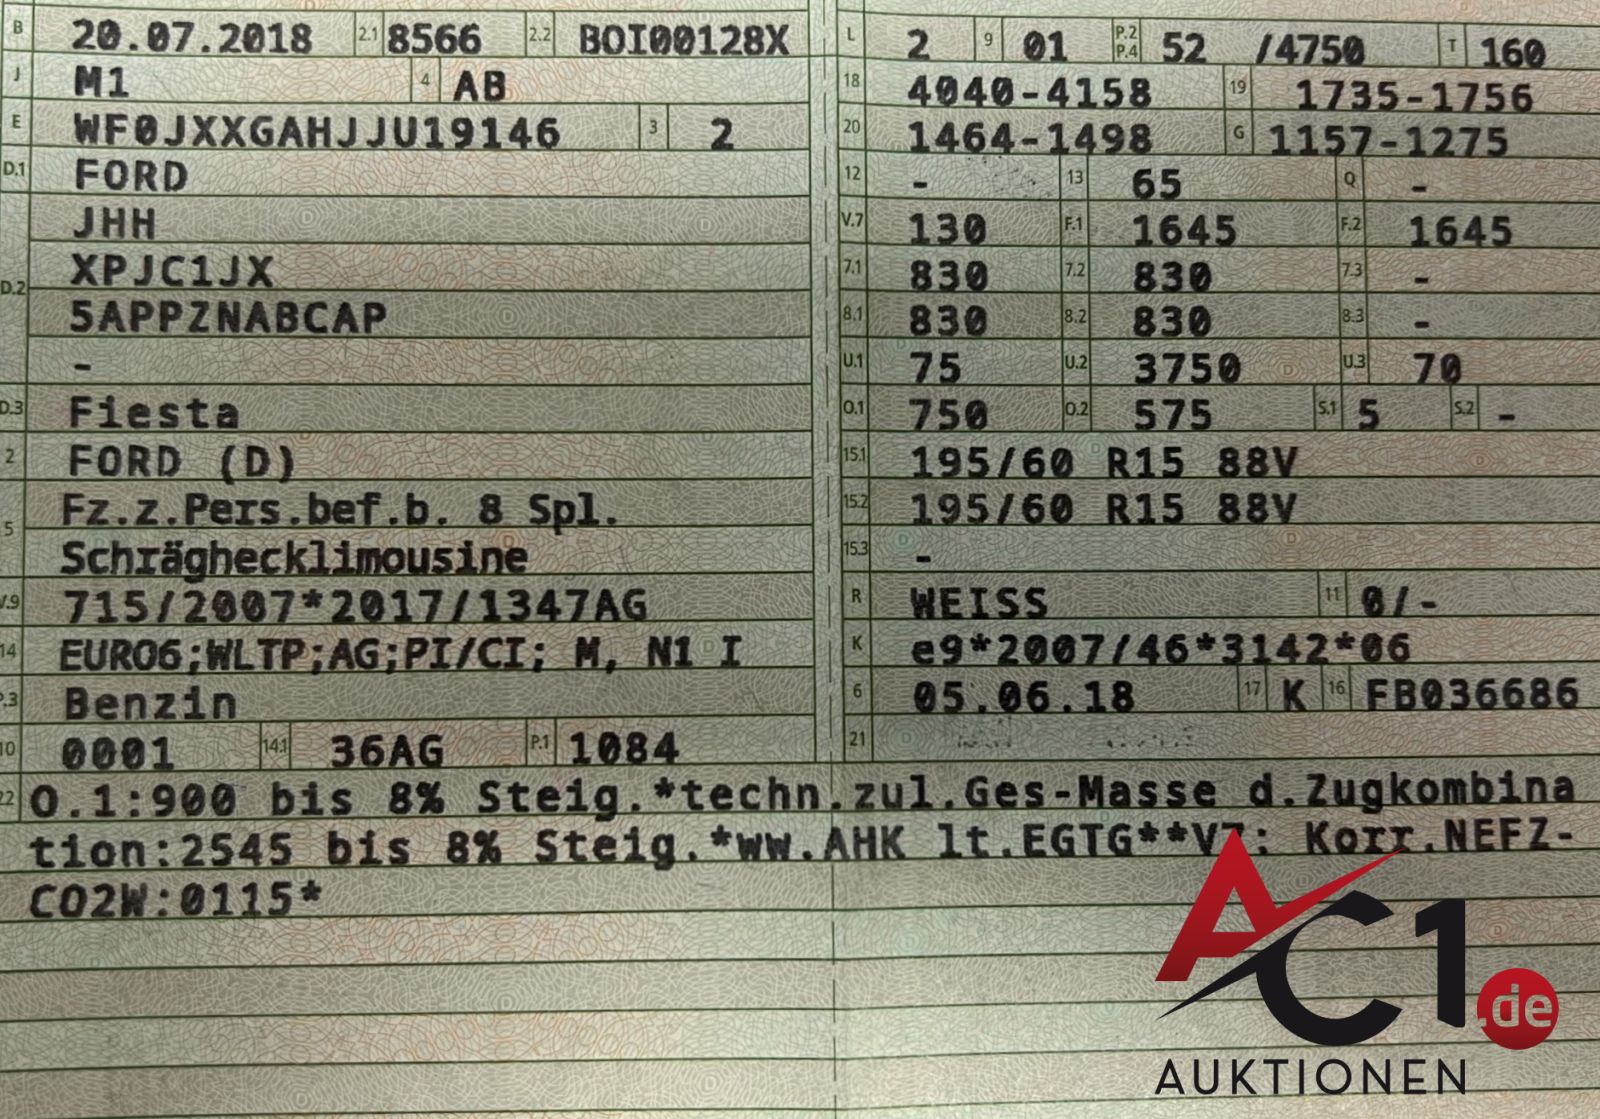 B 20.07.2018 2.1 8566 2.2 BOI00128X
J M1 4 AB
E WF0JXXGAHJJU19146 3 2
D.1 FORD
JHH
D.2 XPJC1JX
5APPZNABCAP
-
D.3 Fiesta
2 FORD (D)
5 Fz.z.Pers.bef.b. 8 Spl.
Schräghecklimousine
V.9 715/2007*2017/1347AG
14 EURO6;WLTP;AG;PI/CI; M, N1 I
P.3 Benzin
10 0001 14.1 36AG P.1 1084
L 2 9 01 P.2 P.4 52 /4750 T 160
18 4040-4158 19 1735-1756
20 1464-1498 G 1157-1275
12 - 13 65 Q -
V.7 130 F.1 1645 F.2 1645
7.1 830 7.2 830 7.3 -
8.1 830 8.2 830 8.3 -
U.1 75 U.2 3750 U.3 70
O.1 750 O.2 575 S.1 5 S.2 -
15.1 195/60 R15 88V
15.2 195/60 R15 88V
15.3 -
R WEISS 11 0/-
K e9*2007/46*3142*06
6 05.06.18 17 K 16 FB036686
21
22 O.1:900 bis 8% Steig.*techn.zul.Ges-Masse d.Zugkombina
tion:2545 bis 8% Steig.*ww.AHK lt.EGTG**V7: Korr.NEFZ-
CO2W:0115*
AC1.de
AUKTIONEN